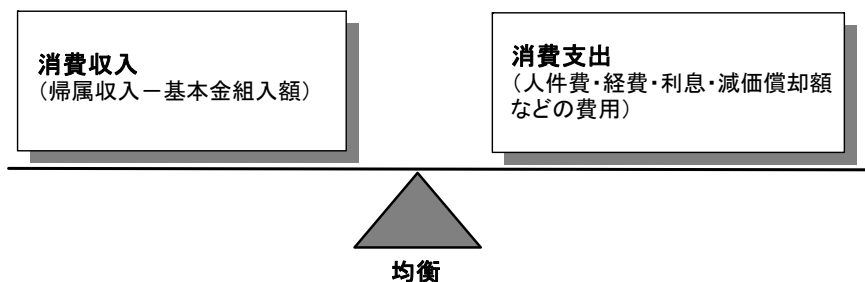 消費収入
（帰属収入－基本金組入額）
消費支出
（人件費・経費・利息・減価償却額
などの費用）
均衡